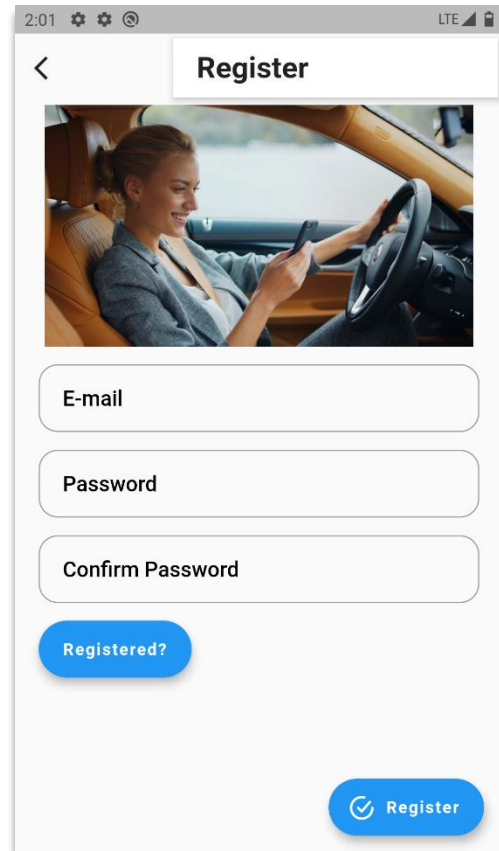 2:01 LTE
Register
E-mail
Password
Confirm Password
Registered?
Register